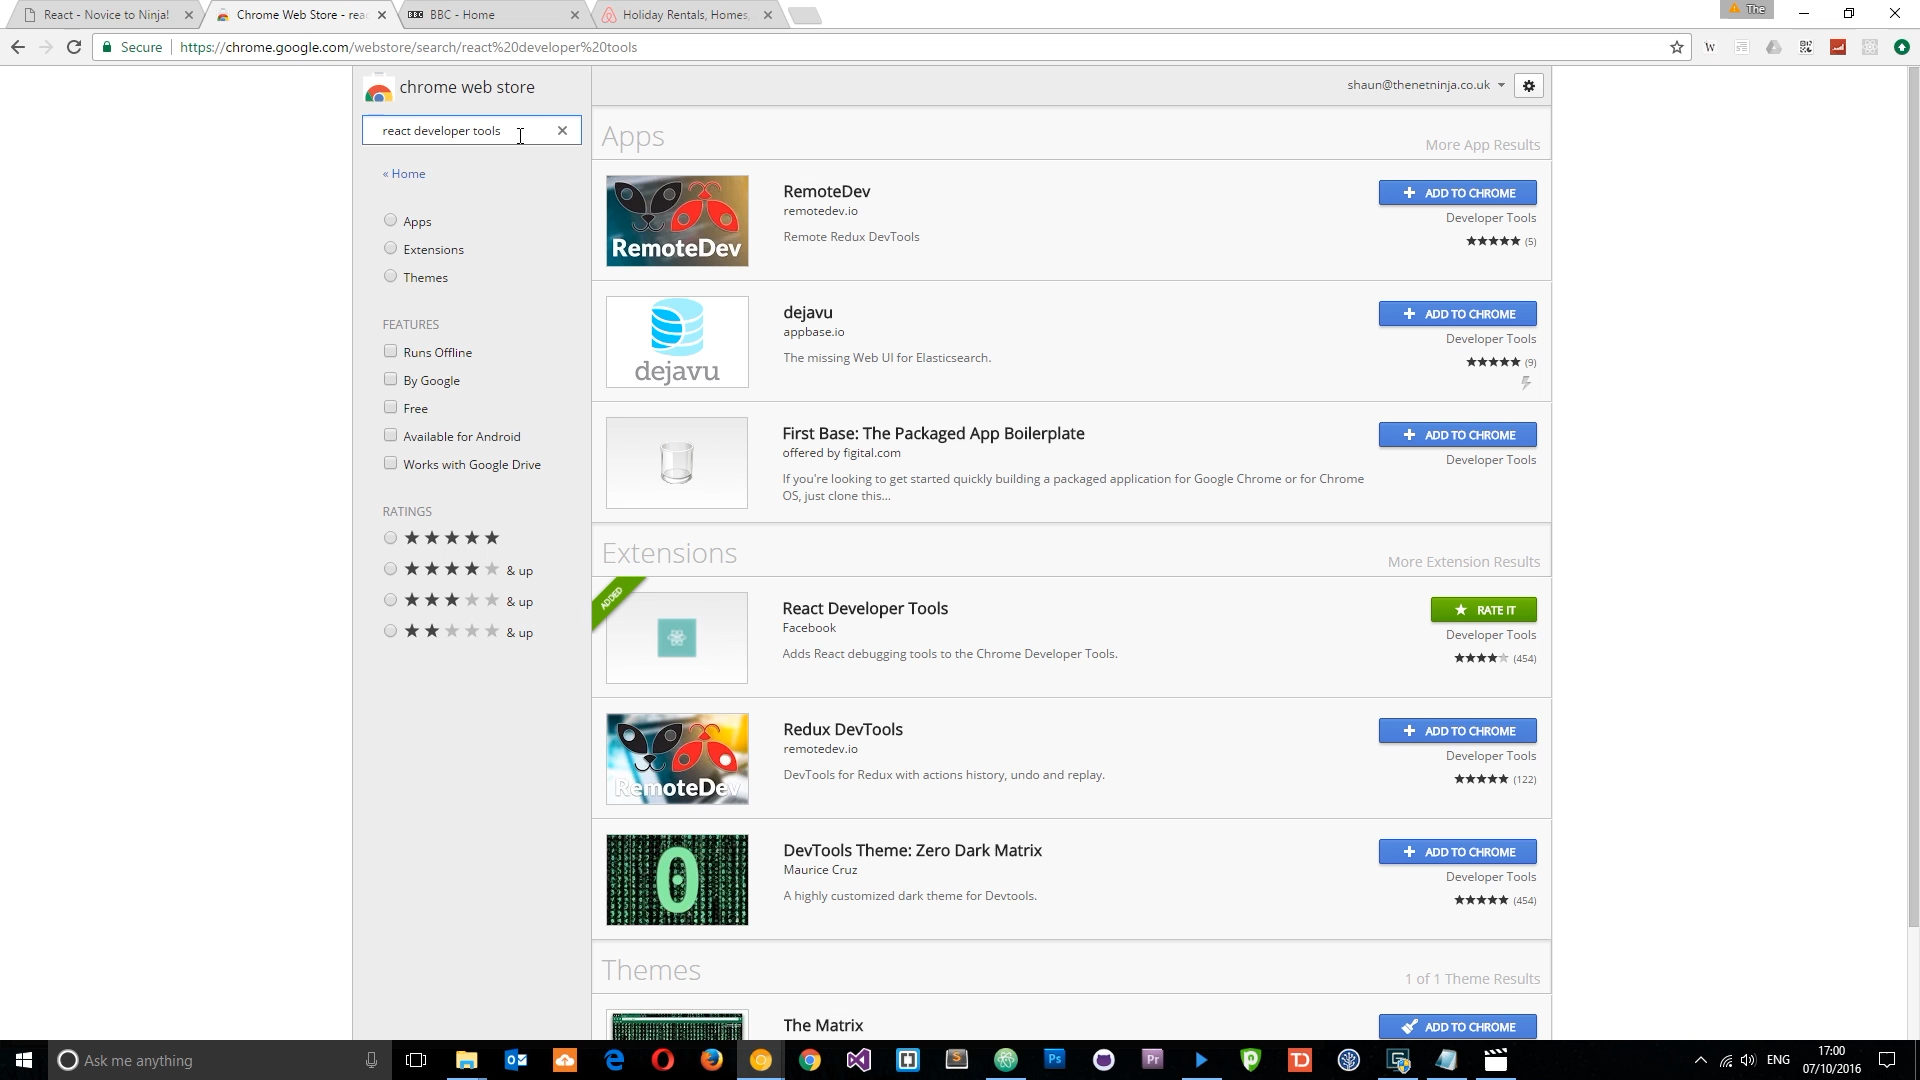 React - Novice to Ninja!
Chrome Web Store - rea
BBC - Home
Holiday Rentals, Homes,
The
Secure
https://chrome.google.com/webstore/search/react%20developer%20tools
W
chrome web store
shaun@thenetninja.co.uk
react developer tools
« Home
Apps
Extensions
Themes
FEATURES
Runs Offline
By Google
Free
Available for Android
Works with Google Drive
RATINGS
& up
& up
& up
Apps
More App Results
RemoteDev
RemoteDev
remotedev.io
Remote Redux DevTools
ADD TO CHROME
Developer Tools
(5)
dejavu
dejavu
appbase.io
The missing Web UI for Elasticsearch.
ADD TO CHROME
Developer Tools
(9)
First Base: The Packaged App Boilerplate
offered by figital.com
If you're looking to get started quickly building a packaged application for Google Chrome or for Chrome
OS, just clone this...
ADD TO CHROME
Developer Tools
Extensions
More Extension Results
ADDED
React Developer Tools
Facebook
Adds React debugging tools to the Chrome Developer Tools.
RATE IT
Developer Tools
(454)
RemoteDev
Redux DevTools
remotedev.io
DevTools for Redux with actions history, undo and replay.
ADD TO CHROME
Developer Tools
(122)
0
DevTools Theme: Zero Dark Matrix
Maurice Cruz
A highly customized dark theme for Devtools.
ADD TO CHROME
Developer Tools
(454)
Themes
1 of 1 Theme Results
The Matrix
ADD TO CHROME
Ask me anything
Ps
Pr
TD
ENG
17:00
07/10/2016